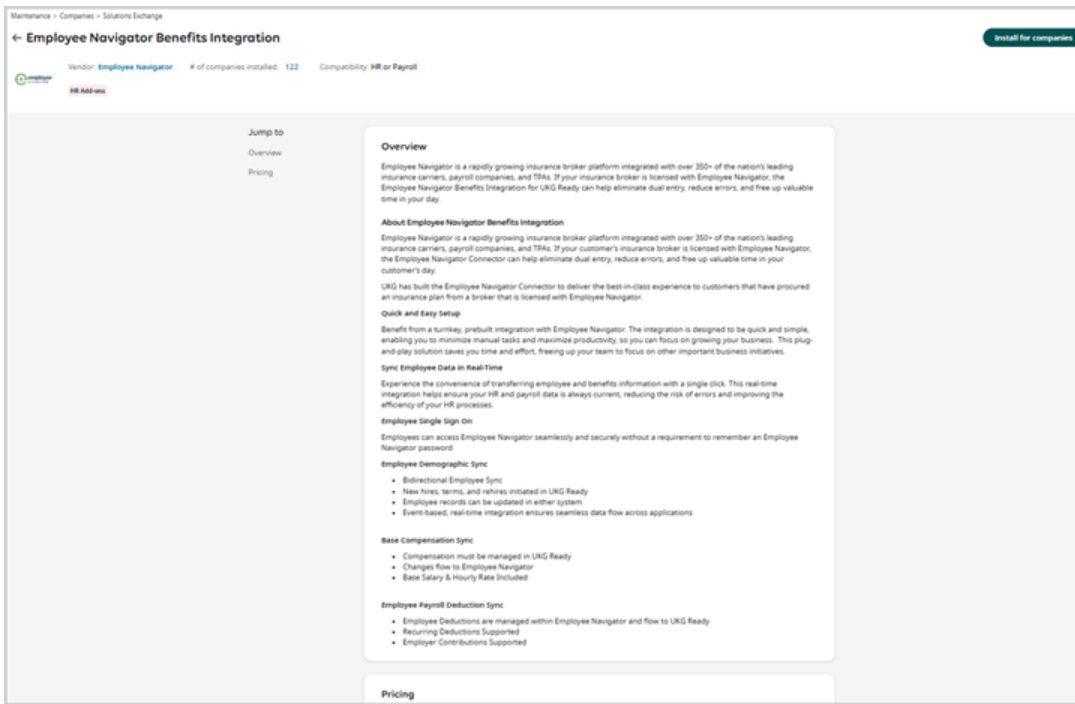 Maintenance > Companies > Solutions Exchange
← Employee Navigator Benefits Integration
Install for companies
Vendor: Employee Navigator # of companies installed: 122 Compatibility: HR or Payroll
employee
HR Add-ons
Jump to
Overview
Pricing
Overview
Employee Navigator is a rapidly growing insurance broker platform integrated with over 350+ of the nation's leading
insurance carriers, payroll companies, and TPAs. If your insurance broker is licensed with Employee Navigator, the
Employee Navigator Benefits Integration for UKG Ready can help eliminate dual entry, reduce errors, and free up valuable
time in your day.
About Employee Navigator Benefits Integration
Employee Navigator is a rapidly growing insurance broker platform integrated with over 350+ of the nation's leading
insurance carriers, payroll companies, and TPAs. If your customer's insurance broker is licensed with Employee Navigator,
the Employee Navigator Connector can help eliminate dual entry, reduce errors, and free up valuable time in your
customer's day.
UKG has built the Employee Navigator Connector to deliver the best-in-class experience to customers that have procured
an insurance plan from a broker that is licensed with Employee Navigator.
Quick and Easy Setup
Benefit from a turnkey, prebuilt integration with Employee Navigator. The integration is designed to be quick and simple,
enabling you to minimize manual tasks and maximize productivity, so you can focus on growing your business. This plug-
and-play solution saves you time and effort, freeing up your team to focus on other important business initiatives.
Sync Employee Data in Real-Time
Experience the convenience of transferring employee and benefits information with a single click. This real-time
integration helps ensure your HR and payroll data is always current, reducing the risk of errors and improving the
efficiency of your HR processes.
Employee Single Sign On
Employees can access Employee Navigator seamlessly and securely without a requirement to remember an Employee
Navigator password
Employee Demographic Sync
• Bidirectional Employee Sync
• New hires, terms, and rehires initiated in UKG Ready
• Employee records can be updated in either system
• Event-based, real-time integration ensures seamless data flow across applications
Base Compensation Sync
• Compensation must be managed in UKG Ready
• Changes flow to Employee Navigator
• Base Salary & Hourly Rate Included
Employee Payroll Deduction Sync
• Employee Deductions are managed within Employee Navigator and flow to UKG Ready
• Recurring Deductions Supported
• Employer Contributions Supported
Pricing